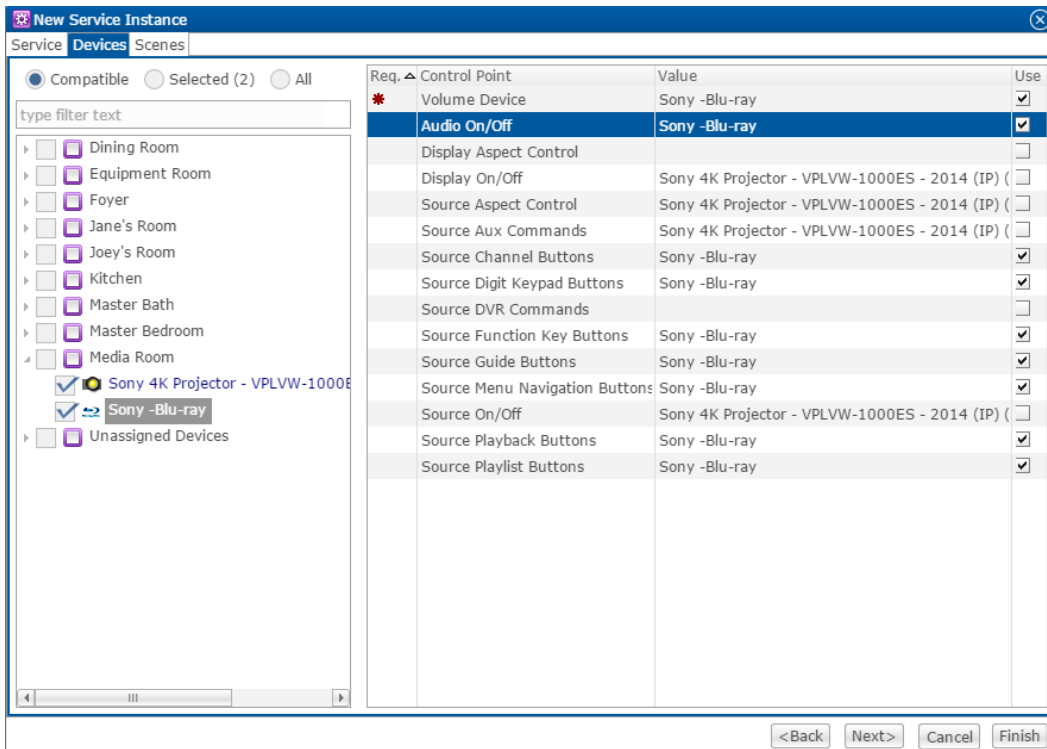 New Service Instance
Service Devices Scenes
Compatible Selected (2) All
type filter text
Dining Room
Equipment Room
Foyer
Jane's Room
Joey's Room
Kitchen
Master Bath
Master Bedroom
Media Room
Sony 4K Projector - VPLVW-1000E
Sony -Blu-ray
Unassigned Devices
Req. Control Point Value Use
Volume Device Sony -Blu-ray
Audio On/Off Sony -Blu-ray
Display Aspect Control
Display On/Off Sony 4K Projector - VPLVW-1000ES - 2014 (IP) (
Source Aspect Control Sony 4K Projector - VPLVW-1000ES - 2014 (IP) (
Source Aux Commands Sony 4K Projector - VPLVW-1000ES - 2014 (IP) (
Source Channel Buttons Sony -Blu-ray
Source Digit Keypad Buttons Sony -Blu-ray
Source DVR Commands
Source Function Key Buttons Sony -Blu-ray
Source Guide Buttons Sony -Blu-ray
Source Menu Navigation Buttons Sony -Blu-ray
Source On/Off Sony 4K Projector - VPLVW-1000ES - 2014 (IP) (
Source Playback Buttons Sony -Blu-ray
Source Playlist Buttons Sony -Blu-ray
<Back Next> Cancel Finish